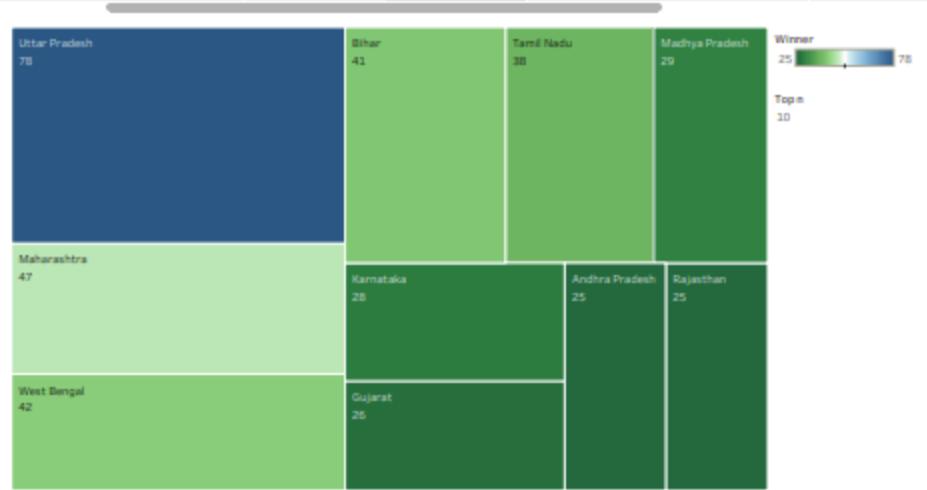 Uttar Pradesh
78
Maharashtra
47
West Bengal
42
Bihar
41
Tamil Nadu
38
Madhya Pradesh
29
Karnataka
28
Gujarat
26
Andhra Pradesh
25
Rajasthan
25
Winner
25 78
Top n
10